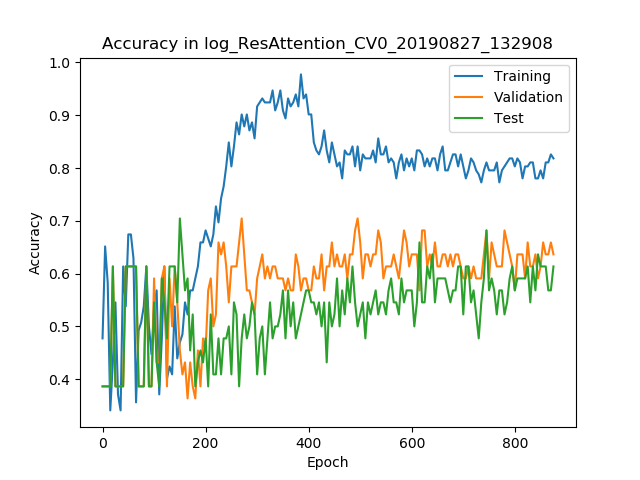 Accuracy in log_ResAttention_CV0_20190827_132908
Training
Validation
Test
1.0
0.9
0.8
0.7
0.6
0.5
0.4
Accuracy
0
200
400
600
800
Epoch